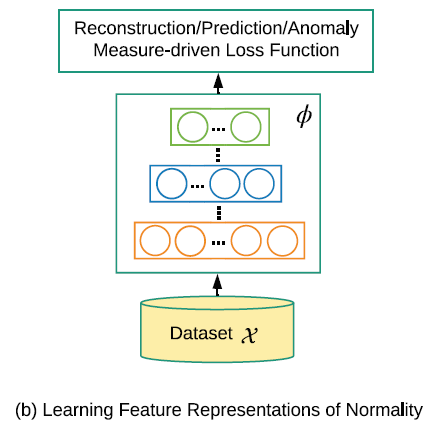 Reconstruction/Prediction/Anomaly
Measure-driven Loss Function
ϕ
...
...
...
Dataset 𝒳
(b) Learning Feature Representations of Normality